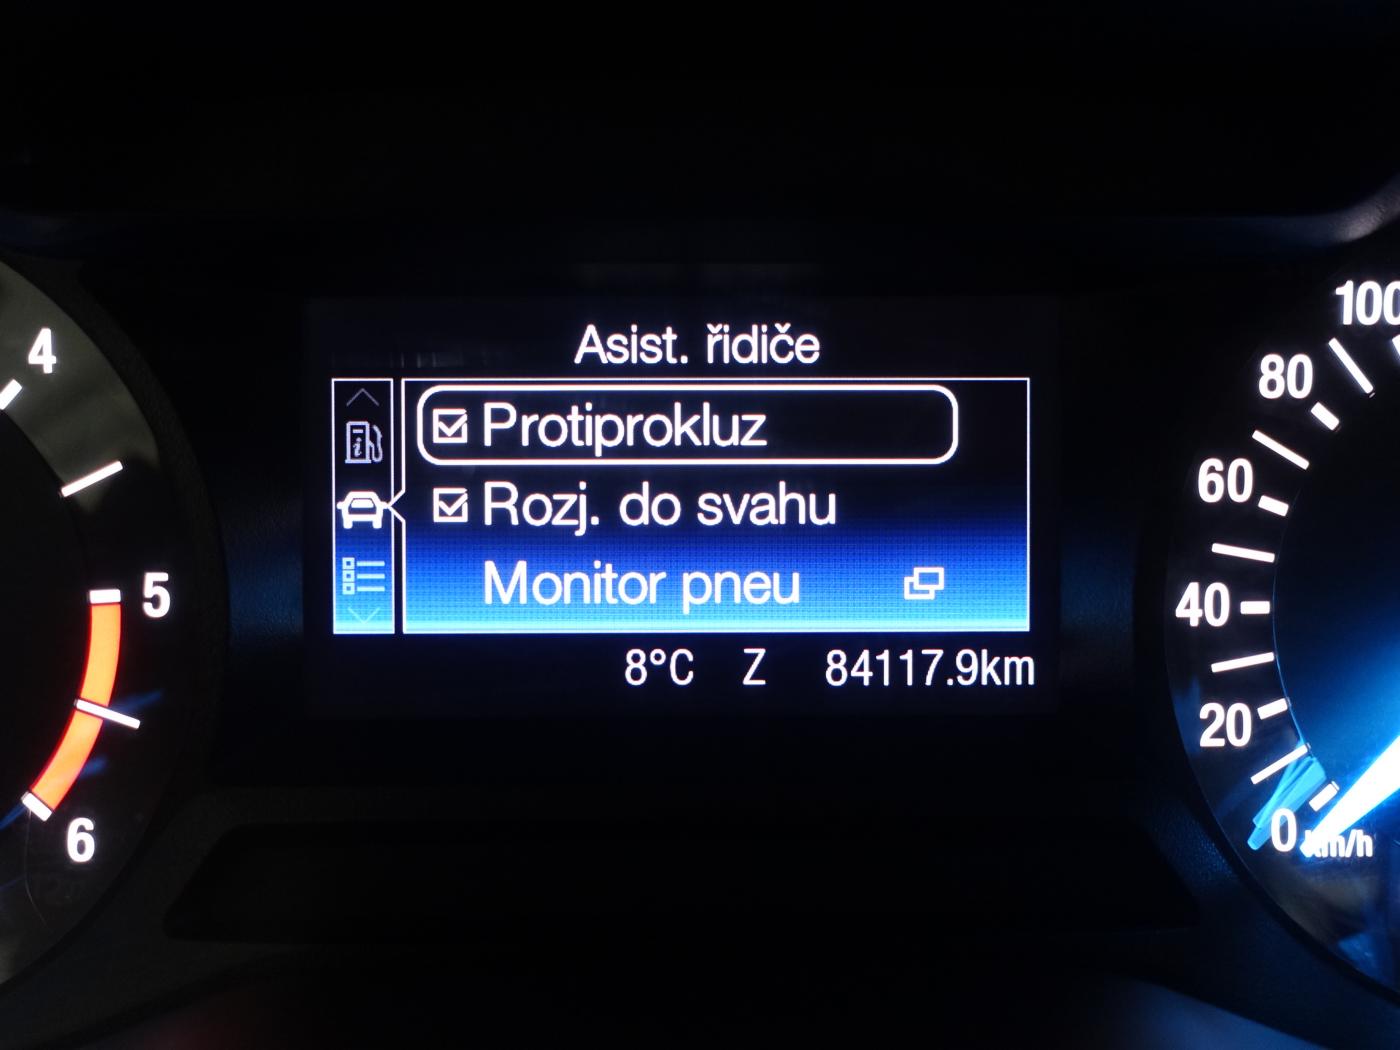 Asist. řidiče
Protiprokluz
Rozj. do svahu
Monitor pneu
8°C Z 84117.9km
4
5
6
100
80
60
40
20
0
km/h